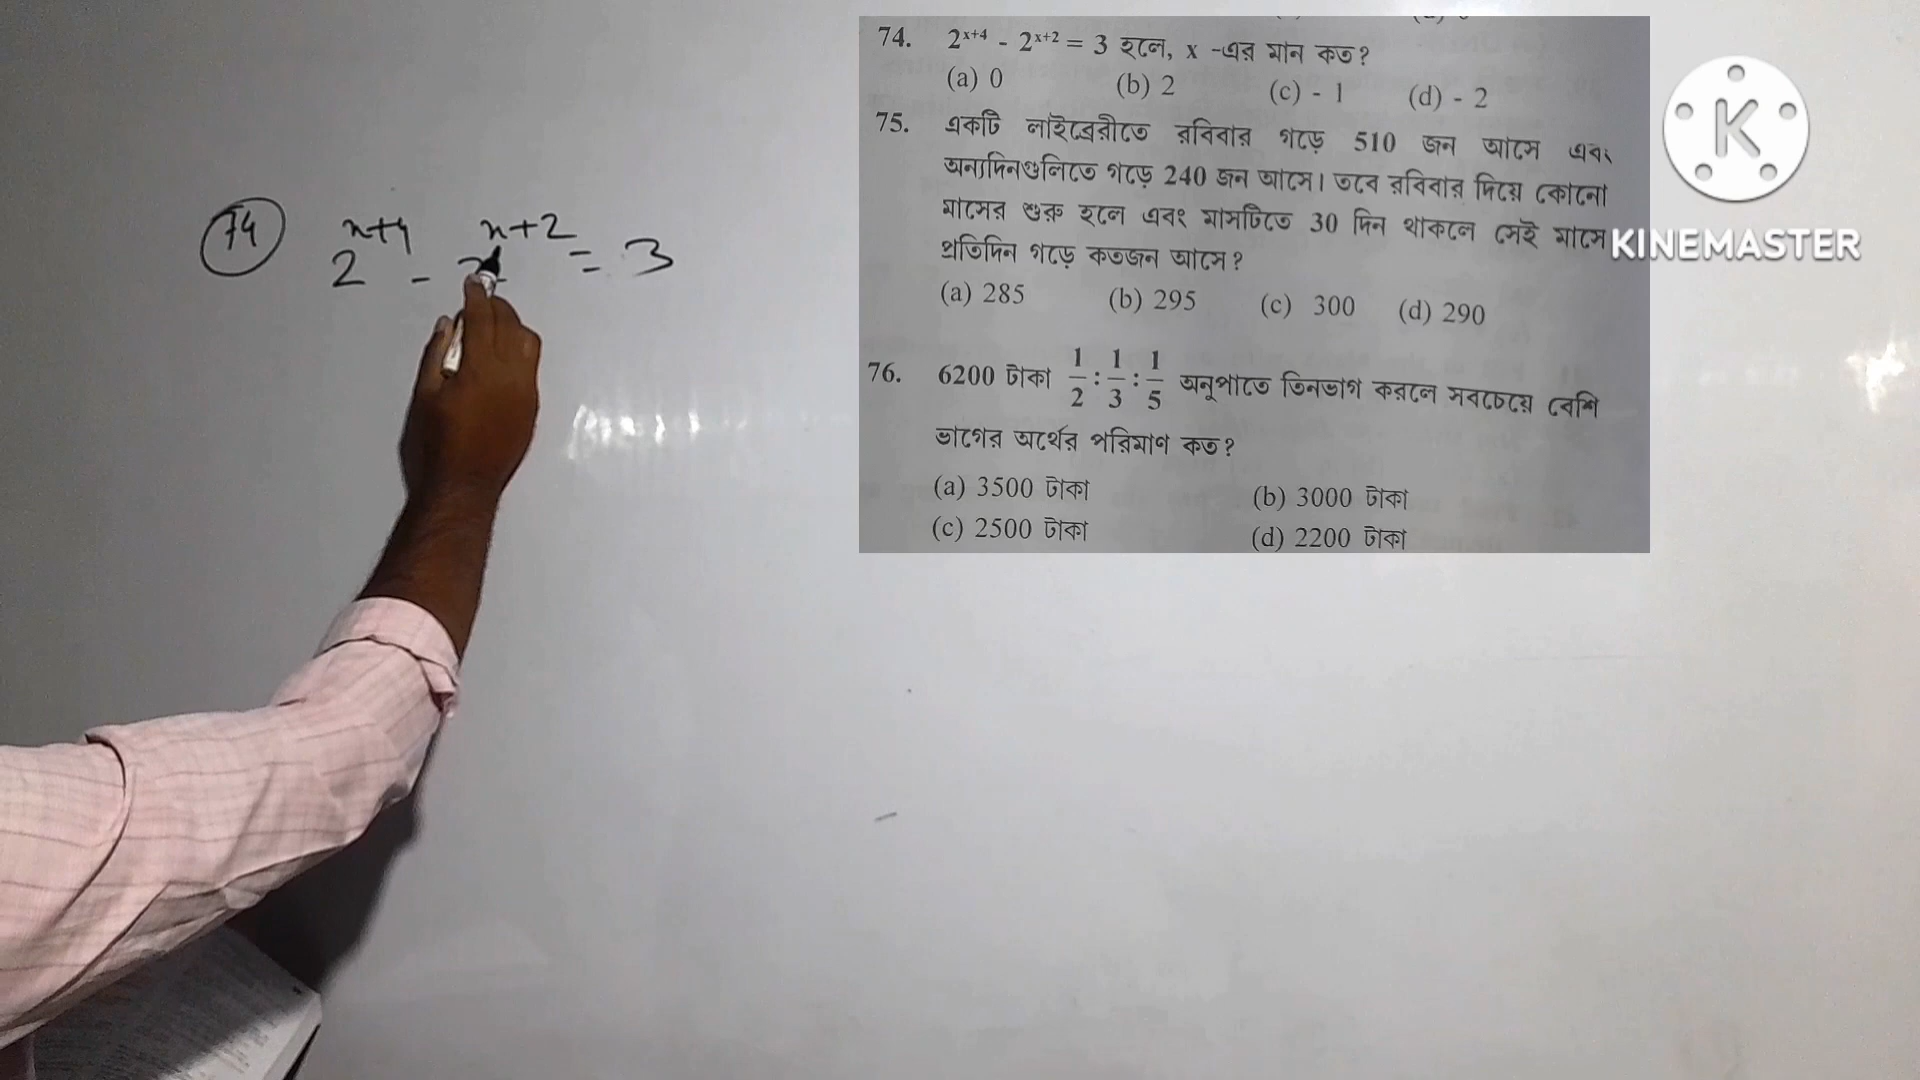 74. 2^{x+4} - 2^{x+2} = 3 হলে, x -এর মান কত?
(a) 0 (b) 2 (c) - 1 (d) - 2
75. একটি লাইব্রেরীতে রবিবার গড়ে 510 জন আসে এবং
অন্যদিনগুলিতে গড়ে 240 জন আসে। তবে রবিবার দিয়ে কোনো
মাসের শুরু হলে এবং মাসটিতে 30 দিন থাকলে সেই মাসে
প্রতিদিন গড়ে কতজন আসে?
(a) 285 (b) 295 (c) 300 (d) 290
76. 6200 টাকা 1/2 : 1/3 : 1/5 অনুপাতে তিনভাগ করলে সবচেয়ে বেশি
ভাগের অর্থের পরিমাণ কত?
(a) 3500 টাকা (b) 3000 টাকা
(c) 2500 টাকা (d) 2200 টাকা
K
KINEMASTER
74 2^{x+4} - 2^{x+2} = 3